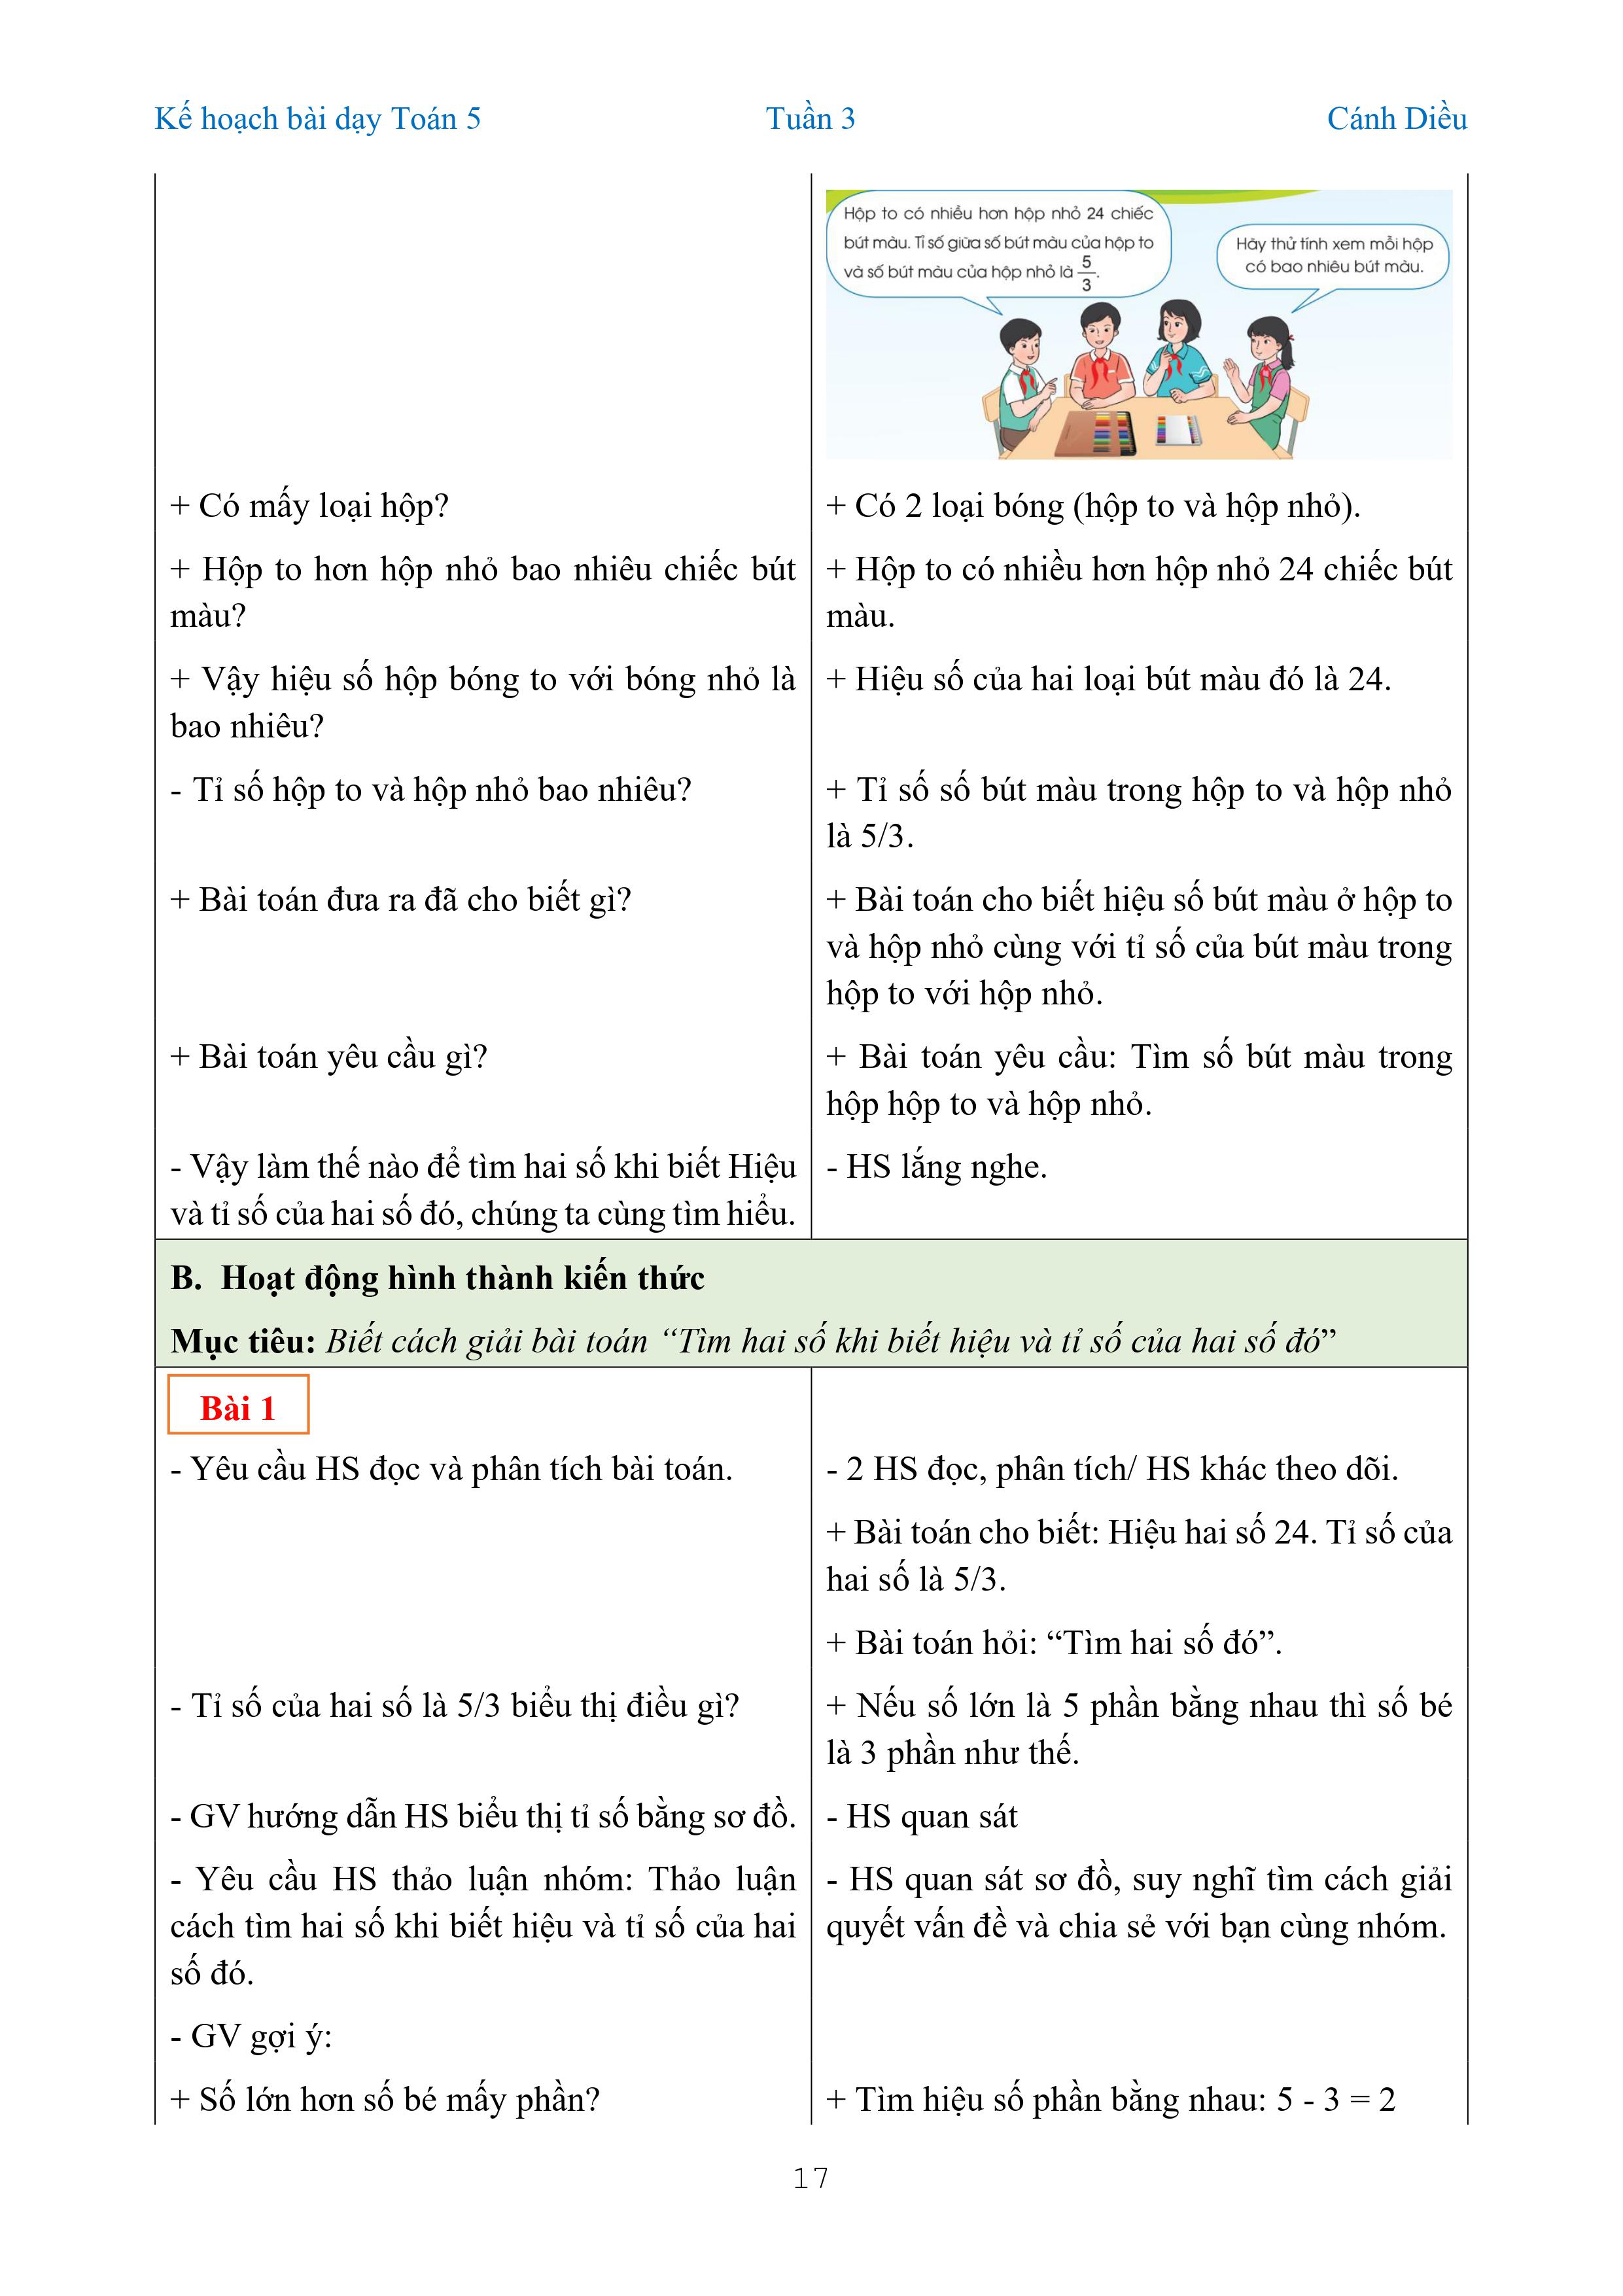 Kế hoạch bài dạy Toán 5 Tuần 3 Cánh Diều
Hộp to có nhiều hơn hộp nhỏ 24 chiếc
bút màu. Tỉ số giữa số bút màu của hộp to
và số bút màu của hộp nhỏ là 5/3.
Hãy thử tính xem mỗi hộp
có bao nhiêu bút màu.
+ Có mấy loại hộp?
+ Có 2 loại bóng (hộp to và hộp nhỏ).
+ Hộp to hơn hộp nhỏ bao nhiêu chiếc bút
màu?
+ Hộp to có nhiều hơn hộp nhỏ 24 chiếc bút
màu.
+ Vậy hiệu số hộp bóng to với bóng nhỏ là
bao nhiêu?
+ Hiệu số của hai loại bút màu đó là 24.
- Tỉ số hộp to và hộp nhỏ bao nhiêu?
+ Tỉ số số bút màu trong hộp to và hộp nhỏ
là 5/3.
+ Bài toán đưa ra đã cho biết gì?
+ Bài toán cho biết hiệu số bút màu ở hộp to
và hộp nhỏ cùng với tỉ số của bút màu trong
hộp to với hộp nhỏ.
+ Bài toán yêu cầu gì?
+ Bài toán yêu cầu: Tìm số bút màu trong
hộp hộp to và hộp nhỏ.
- Vậy làm thế nào để tìm hai số khi biết Hiệu
và tỉ số của hai số đó, chúng ta cùng tìm hiểu.
- HS lắng nghe.
B. Hoạt động hình thành kiến thức
Mục tiêu: Biết cách giải bài toán “Tìm hai số khi biết hiệu và tỉ số của hai số đó”
Bài 1
- Yêu cầu HS đọc và phân tích bài toán.
- 2 HS đọc, phân tích/ HS khác theo dõi.
+ Bài toán cho biết: Hiệu hai số 24. Tỉ số của
hai số là 5/3.
+ Bài toán hỏi: “Tìm hai số đó”.
- Tỉ số của hai số là 5/3 biểu thị điều gì?
+ Nếu số lớn là 5 phần bằng nhau thì số bé
là 3 phần như thế.
- GV hướng dẫn HS biểu thị tỉ số bằng sơ đồ.
- HS quan sát
- Yêu cầu HS thảo luận nhóm: Thảo luận
cách tìm hai số khi biết hiệu và tỉ số của hai
số đó.
- HS quan sát sơ đồ, suy nghĩ tìm cách giải
quyết vấn đề và chia sẻ với bạn cùng nhóm.
- GV gợi ý:
+ Số lớn hơn số bé mấy phần?
+ Tìm hiệu số phần bằng nhau: 5 - 3 = 2
17